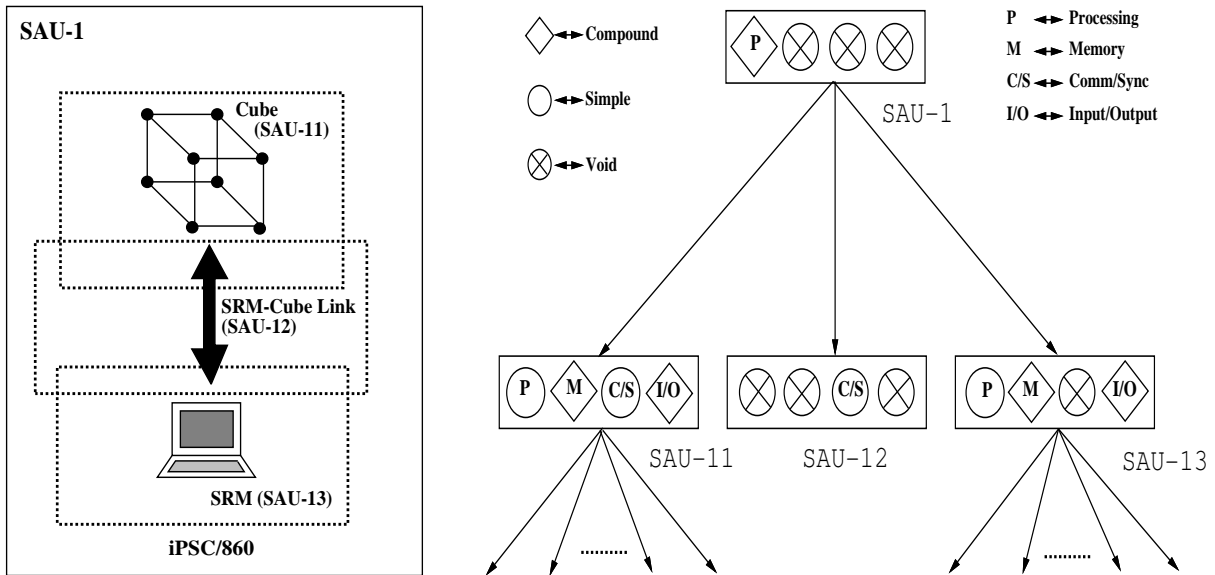 SAU-1
Cube
(SAU-11)
SRM-Cube Link
(SAU-12)
SRM (SAU-13)
iPSC/860
Compound
Simple
Void
P
SAU-1
P Processing
M Memory
C/S Comm/Sync
I/O Input/Output
P M C/S I/O
SAU-11
C/S
SAU-12
P M I/O
SAU-13